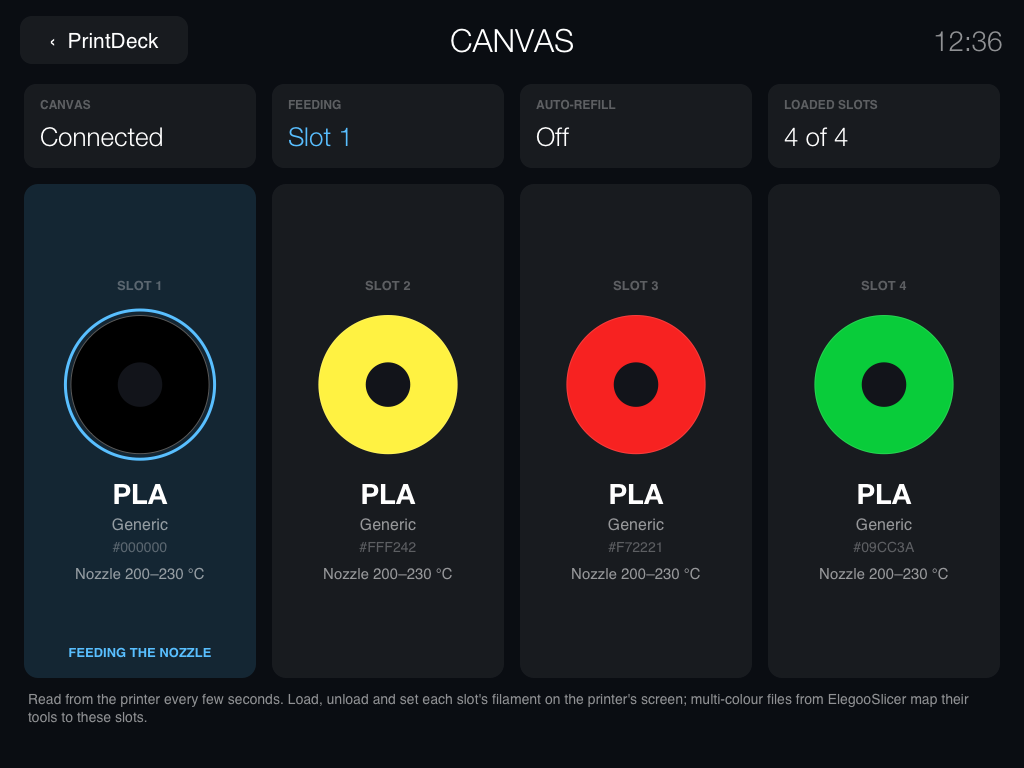 ‹ PrintDeck
CANVAS
12:36
CANVAS
Connected
FEEDING
Slot 1
AUTO-REFILL
Off
LOADED SLOTS
4 of 4
SLOT 1
PLA
Generic
#000000
Nozzle 200–230 °C
FEEDING THE NOZZLE
SLOT 2
PLA
Generic
#FFF242
Nozzle 200–230 °C
SLOT 3
PLA
Generic
#F72221
Nozzle 200–230 °C
SLOT 4
PLA
Generic
#09CC3A
Nozzle 200–230 °C
Read from the printer every few seconds. Load, unload and set each slot's filament on the printer's screen; multi-colour files from ElegooSlicer map their
tools to these slots.